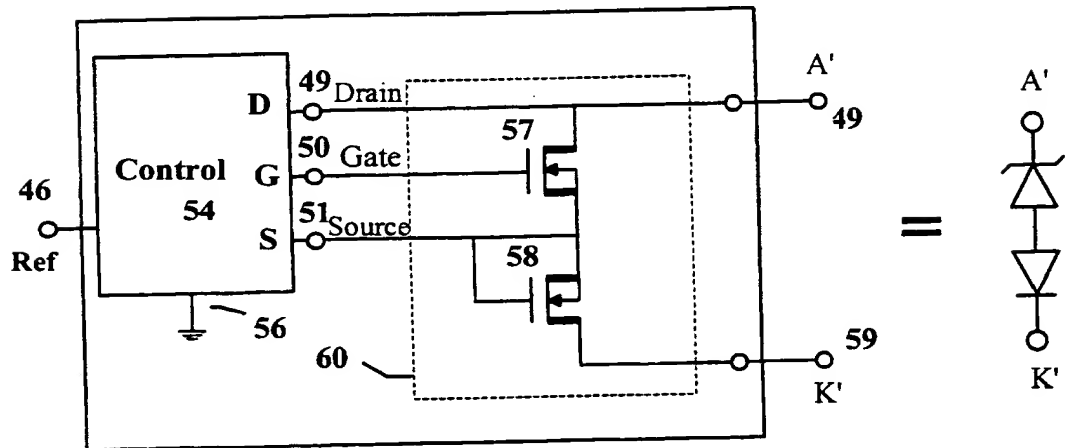 49 Drain
D
57
A'
49
50 Gate
Control
G
46
54
51 Source
S
Ref
58
56
60
59
K'
=
A'
K'